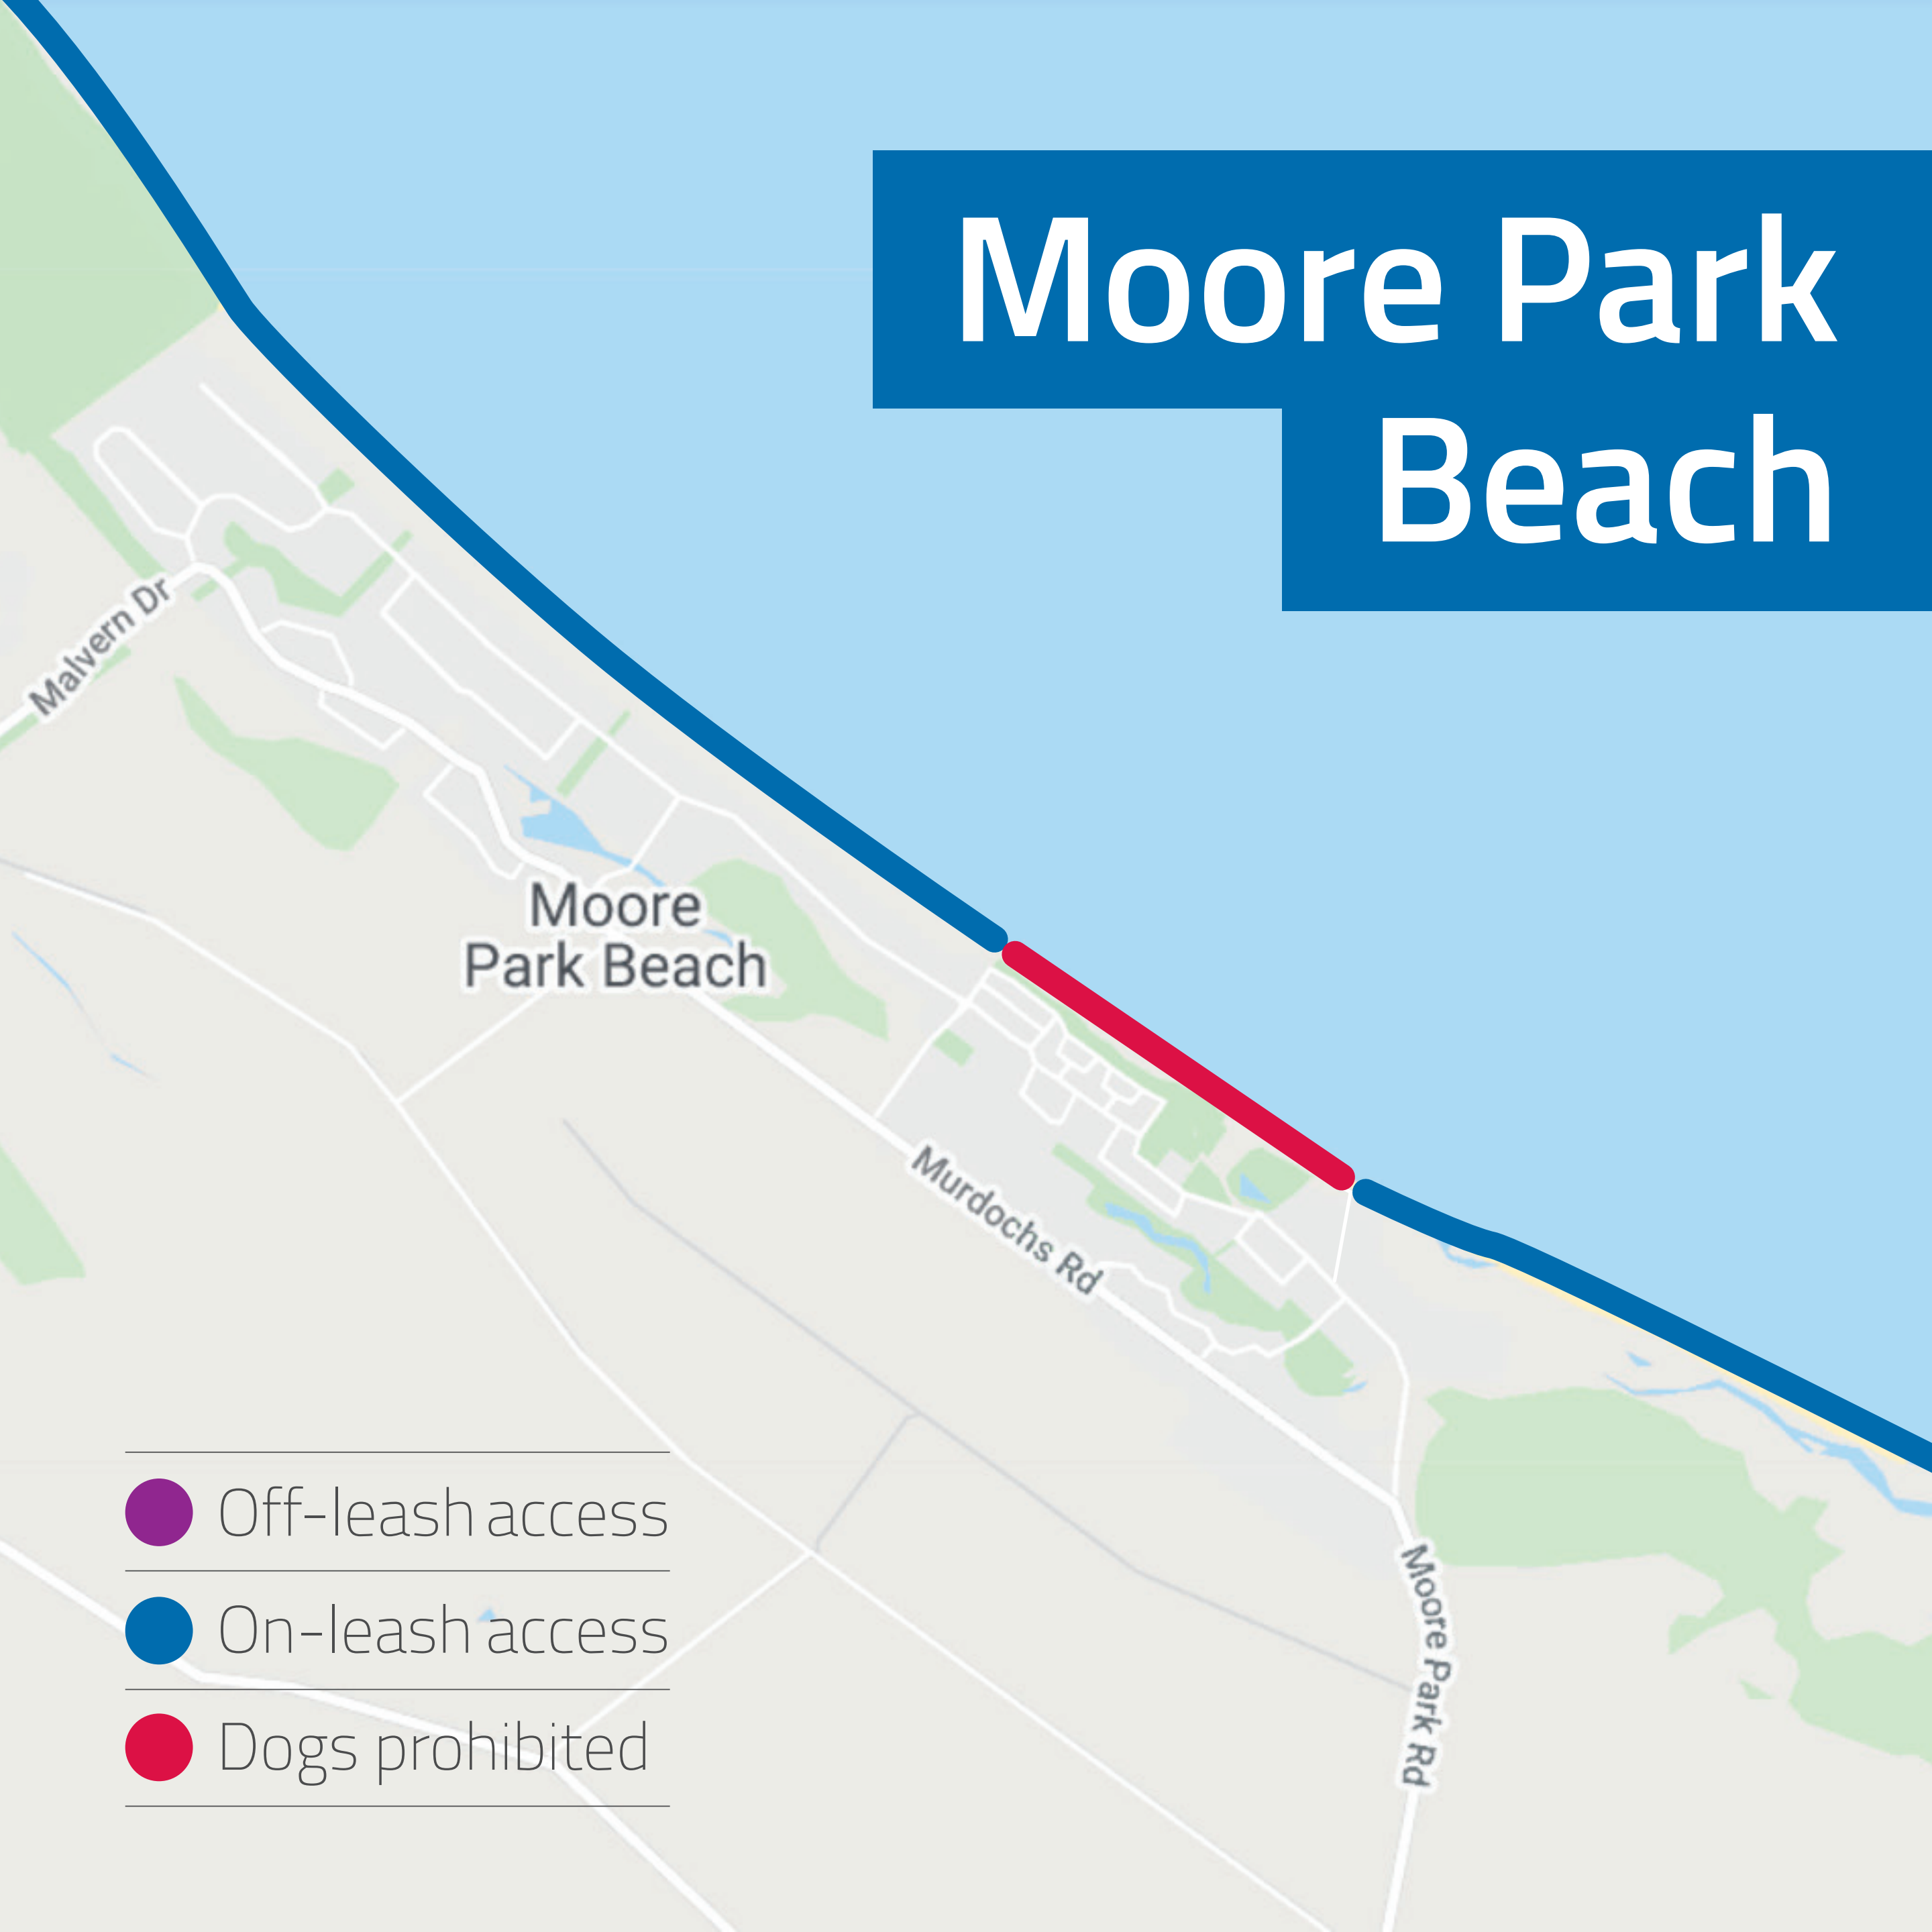 Moore Park
Beach
Malvern Dr
Moore
Park Beach
Murdochs Rd
Moore Park Rd
Off-leash access
On-leash access
Dogs prohibited